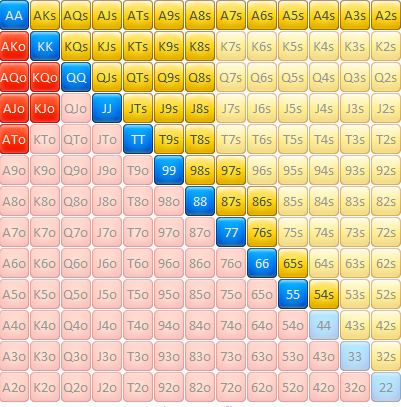 AA AKs AQs AJs ATs A9s A8s A7s A6s A5s A4s A3s A2s
AKo KK KQs KJs KTs K9s K8s K7s K6s K5s K4s K3s K2s
AQo KQo QQ QJs QTs Q9s Q8s Q7s Q6s Q5s Q4s Q3s Q2s
AJo KJo QJo JJ JTs J9s J8s J7s J6s J5s J4s J3s J2s
ATo KTo QTo JTo TT T9s T8s T7s T6s T5s T4s T3s T2s
A9o K9o Q9o J9o T9o 99 98s 97s 96s 95s 94s 93s 92s
A8o K8o Q8o J8o T8o 98o 88 87s 86s 85s 84s 83s 82s
A7o K7o Q7o J7o T7o 97o 87o 77 76s 75s 74s 73s 72s
A6o K6o Q6o J6o T6o 96o 86o 76o 66 65s 64s 63s 62s
A5o K5o Q5o J5o T5o 95o 85o 75o 65o 55 54s 53s 52s
A4o K4o Q4o J4o T4o 94o 84o 74o 64o 54o 44 43s 42s
A3o K3o Q3o J3o T3o 93o 83o 73o 63o 53o 43o 33 32s
A2o K2o Q2o J2o T2o 92o 82o 72o 62o 52o 42o 32o 22